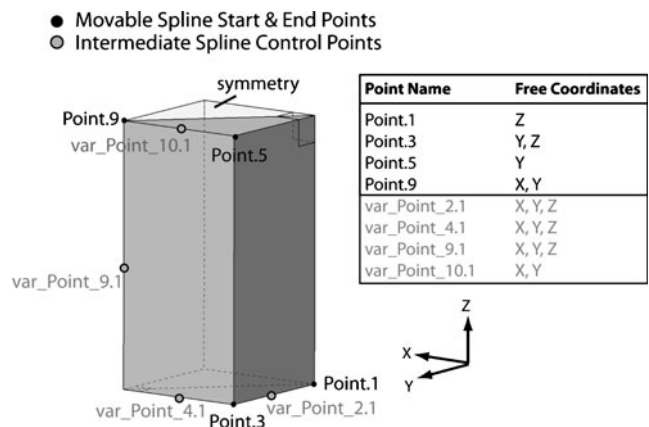 Movable Spline Start & End Points
Intermediate Spline Control Points
symmetry
Point.9
var_Point_10.1
Point.5
var_Point_9.1
Point.1
var_Point_4.1
var_Point_2.1
Point.3
Point Name Free Coordinates
Point.1 Z
Point.3 Y, Z
Point.5 Y
Point.9 X, Y
var_Point_2.1 X, Y, Z
var_Point_4.1 X, Y, Z
var_Point_9.1 X, Y, Z
var_Point_10.1 X, Y
Z
X
Y